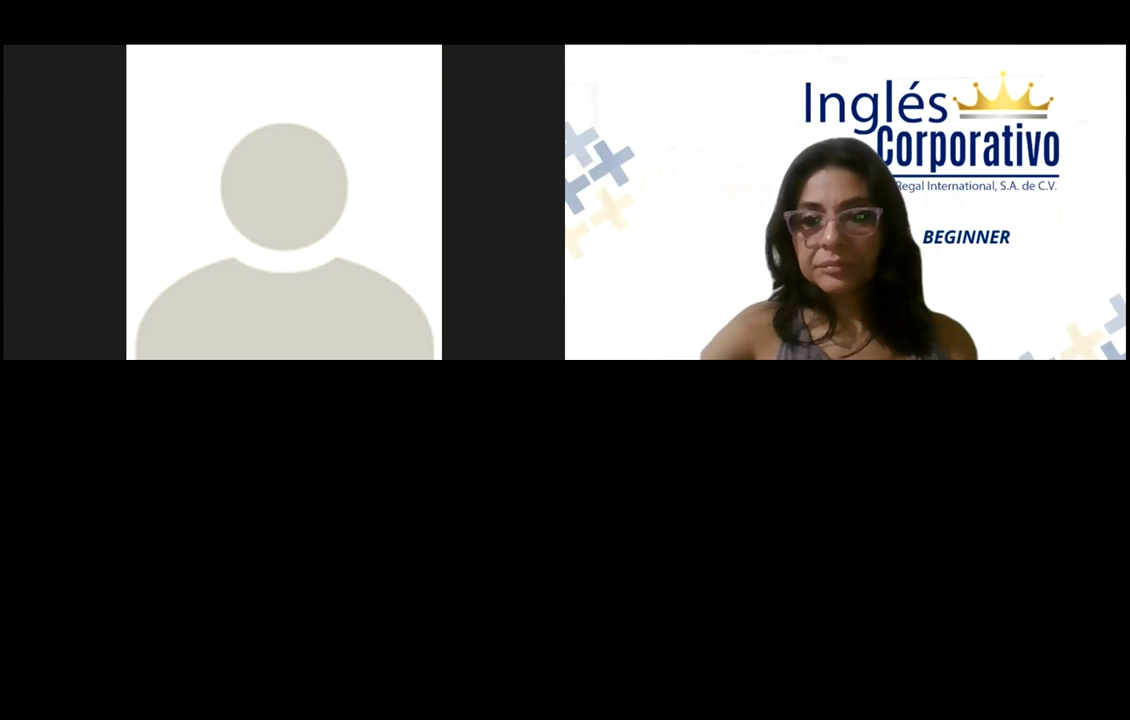 Inglés
Corporativo
Regal International, S.A. de C.V.
BEGINNER